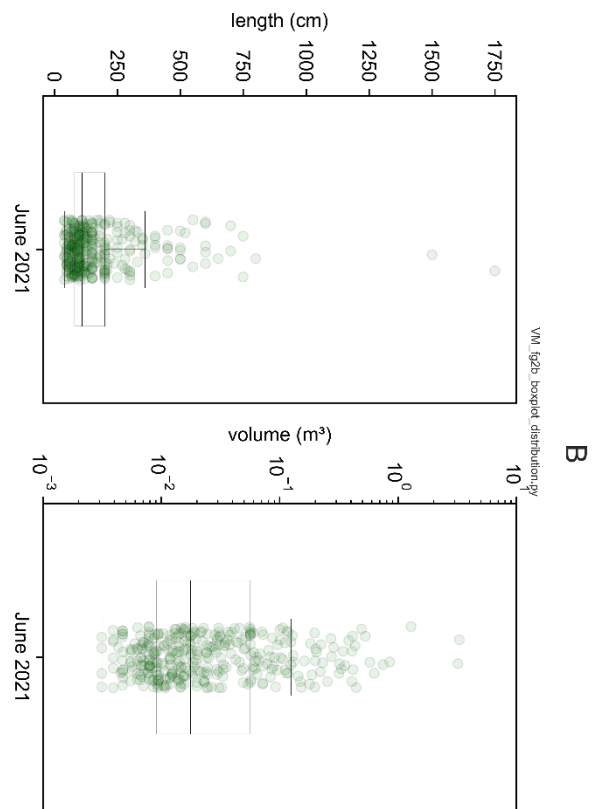 B
VM_fg2b_boxplot_distribution.py
length (cm)
1750
1500
1250
1000
750
500
250
0
June 2021
volume (m³)
10¹
10⁰
10⁻¹
10⁻²
10⁻³
June 2021